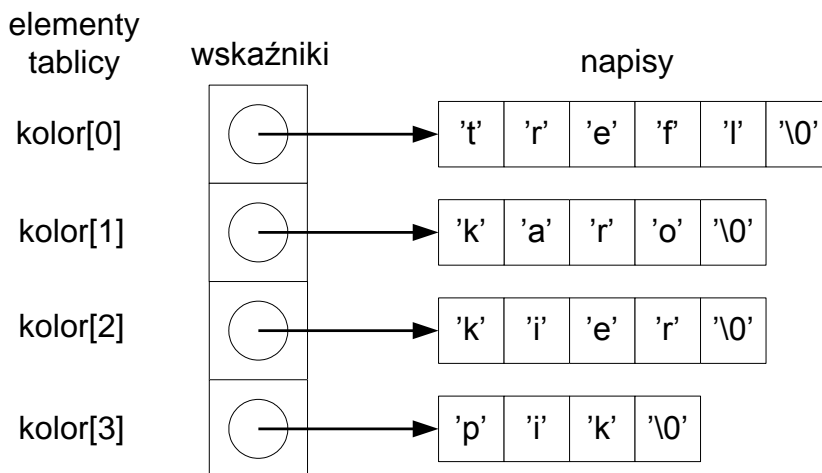 elementy
tablicy wskaźniki napisy
kolor[0] ’t’ ’r’ ’e’ ’f’ ’l’ ’\0’
kolor[1] ’k’ ’a’ ’r’ ’o’ ’\0’
kolor[2] ’k’ ’i’ ’e’ ’r’ ’\0’
kolor[3] ’p’ ’i’ ’k’ ’\0’